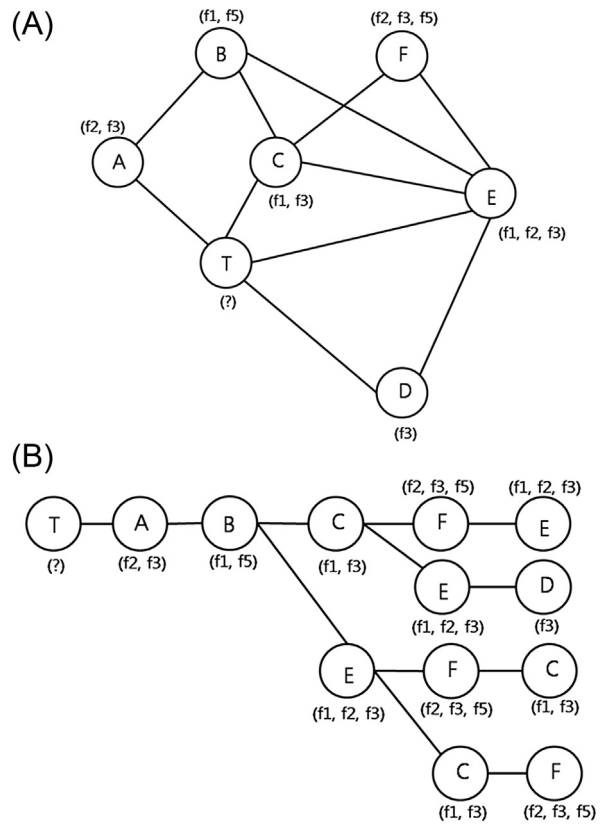 (A)
(f1, f5)
(f2, f3, f5)
B
F
(f2, f3)
A
C
(f1, f3)
E
(f1, f2, f3)
T
(?)
D
(f3)
(B)
(f2, f3, f5) (f1, f2, f3)
T A B C F E
(?) (f2, f3) (f1, f5) (f1, f3)
E D
(f1, f2, f3) (f3)
E F C
(f1, f2, f3) (f2, f3, f5) (f1, f3)
C F
(f1, f3) (f2, f3, f5)